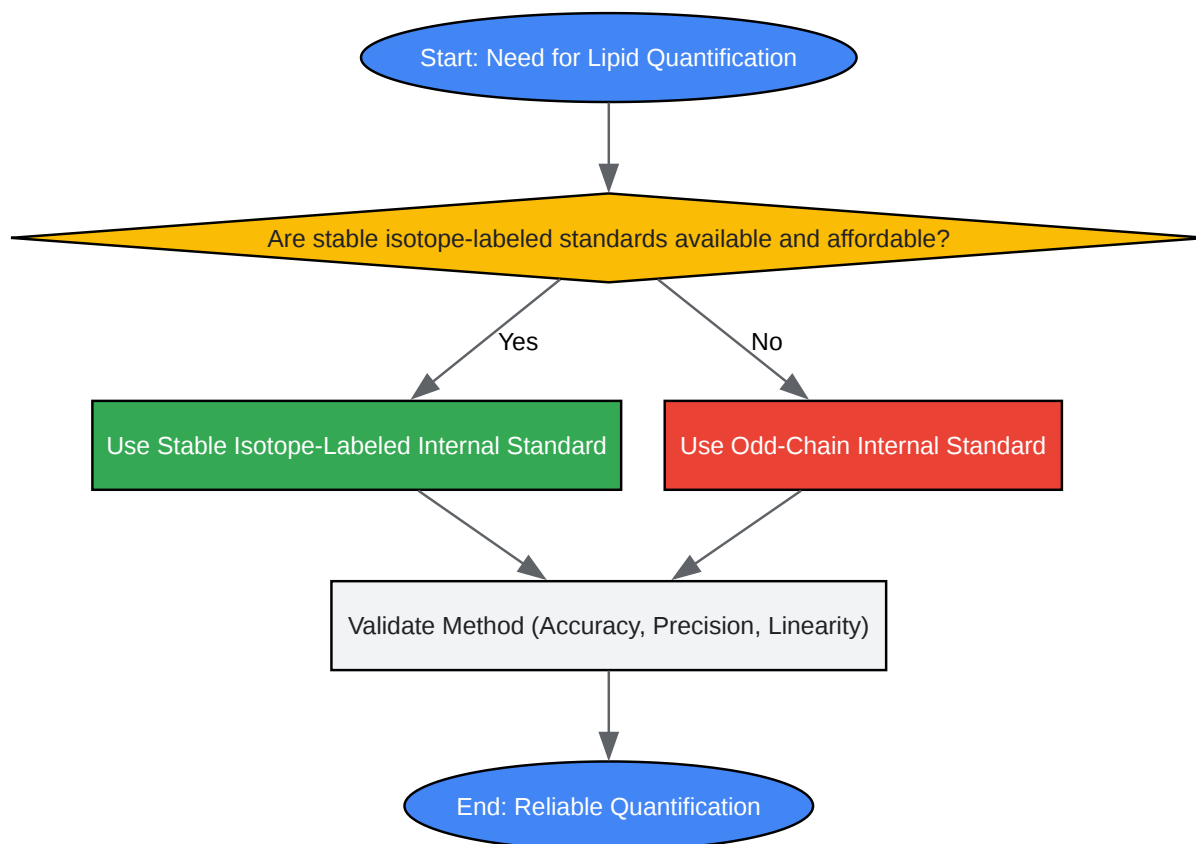 Start: Need for Lipid Quantification
Are stable isotope-labeled standards available and affordable?
Yes
No
Use Stable Isotope-Labeled Internal Standard
Use Odd-Chain Internal Standard
Validate Method (Accuracy, Precision, Linearity)
End: Reliable Quantification